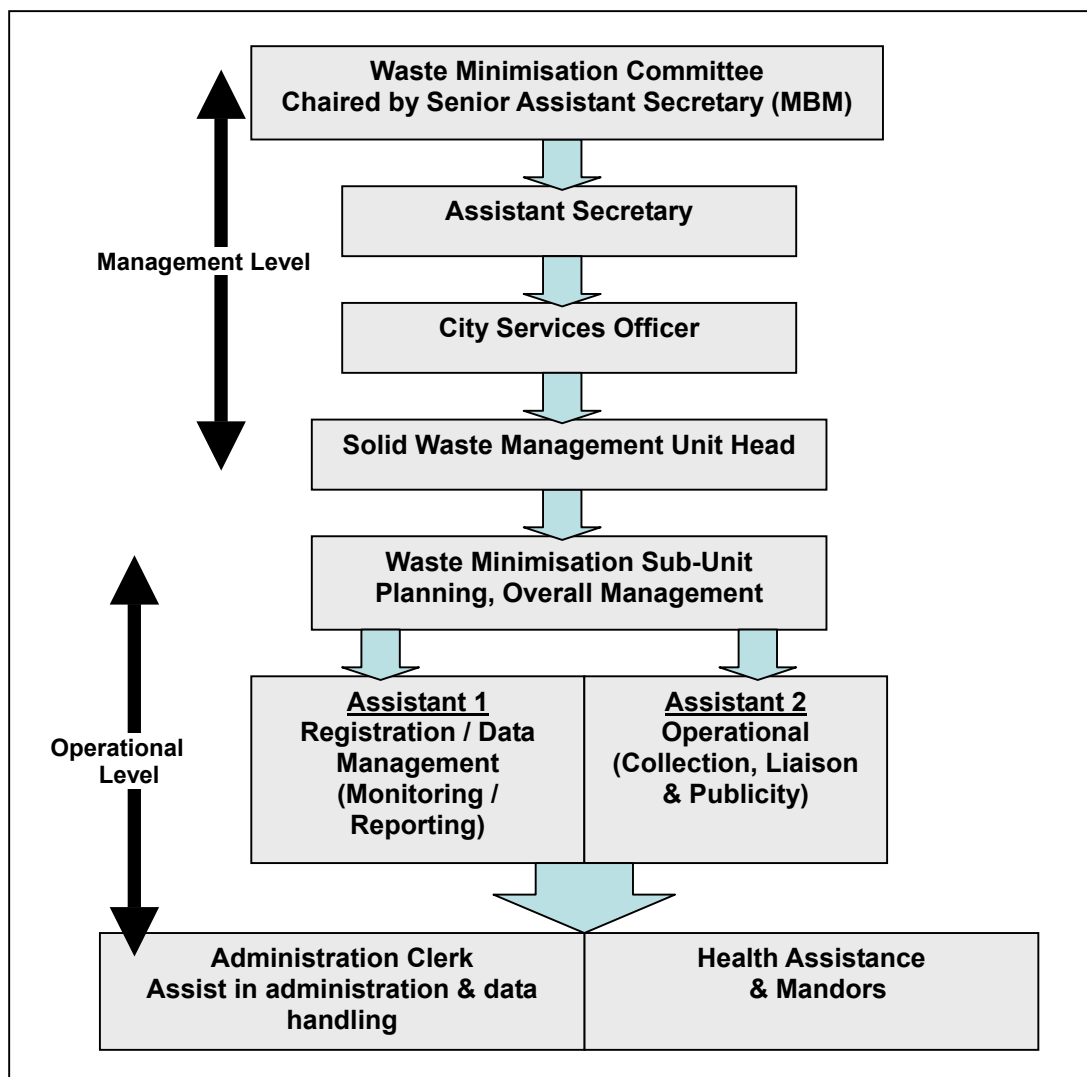 Waste Minimisation Committee
Chaired by Senior Assistant Secretary (MBM)
Assistant Secretary
Management Level
City Services Officer
Solid Waste Management Unit Head
Waste Minimisation Sub-Unit
Planning, Overall Management
Assistant 1
Registration / Data
Management
(Monitoring /
Reporting)
Assistant 2
Operational
(Collection, Liaison
& Publicity)
Operational
Level
Administration Clerk
Assist in administration & data
handling
Health Assistance
& Mandors